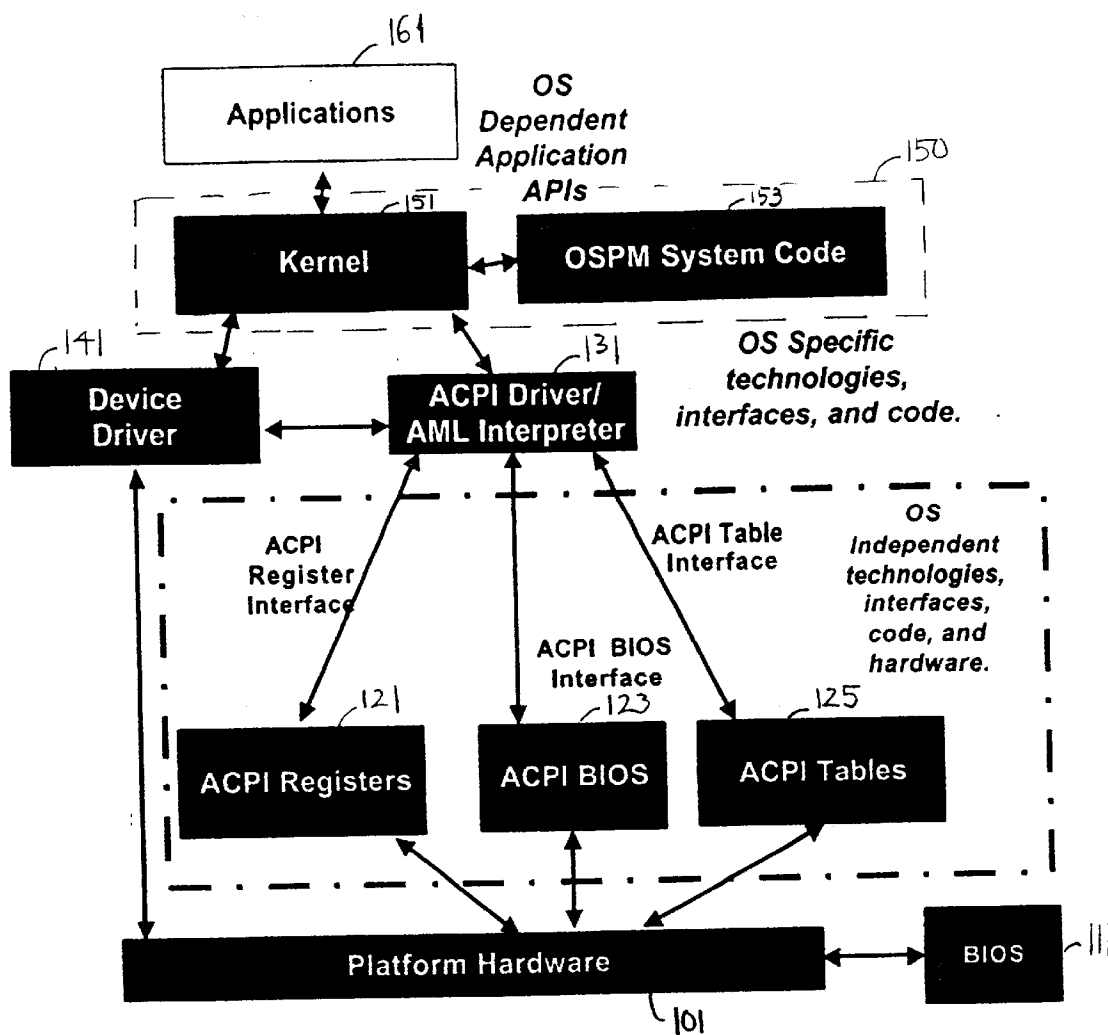 161
Applications
OS
Dependent
Application
APIs
150
151
Kernel
153
OSPM System Code
141
Device
Driver
131
ACPI Driver/
AML Interpreter
OS Specific
technologies,
interfaces, and code.
ACPI
Register
Interface
ACPI Table
Interface
OS
Independent
technologies,
interfaces,
code, and
hardware.
ACPI BIOS
Interface
121
ACPI Registers
123
ACPI BIOS
125
ACPI Tables
Platform Hardware
101
BIOS